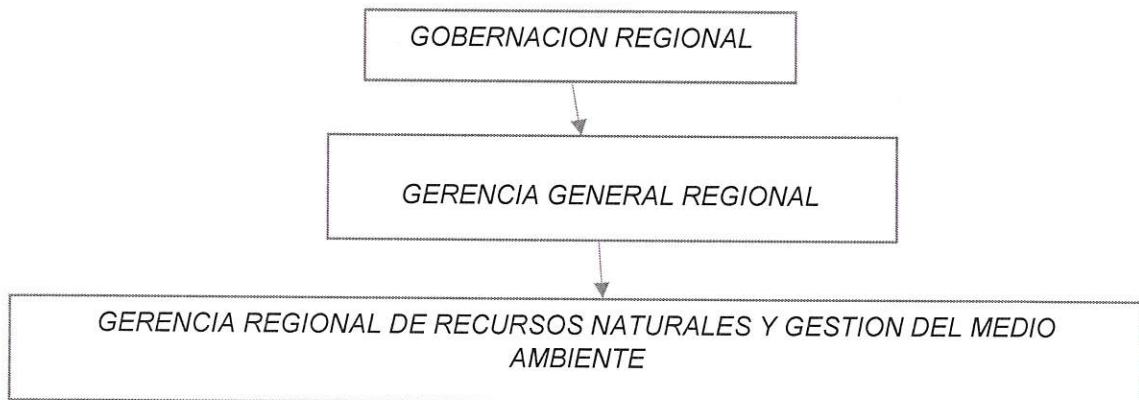 GOBERNACION REGIONAL
GERENCIA GENERAL REGIONAL
GERENCIA REGIONAL DE RECURSOS NATURALES Y GESTION DEL MEDIO
AMBIENTE